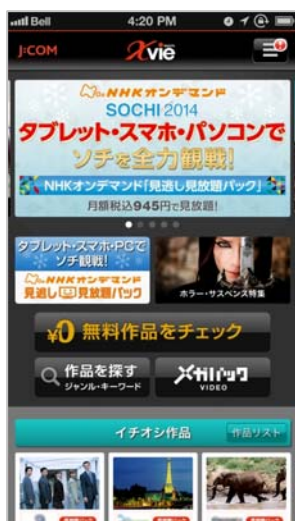 Bell
4:20 PM
J:COM
Xvie
NHKオンデマンド
SOCHI 2014
タブレット・スマホ・パソコンで
ソチを全力観戦!
NHKオンデマンド「見逃し見放題パック」
月額税込945円で見放題!
タブレット・スマホ・PCで
ソチ観戦!
NHKオンデマンド
見逃し見放題パック
ホラー・サスペンス特集
¥0 無料作品をチェック
作品を探す
ジャンル・キーワード
メガパック
VIDEO
イチオシ作品
作品リスト